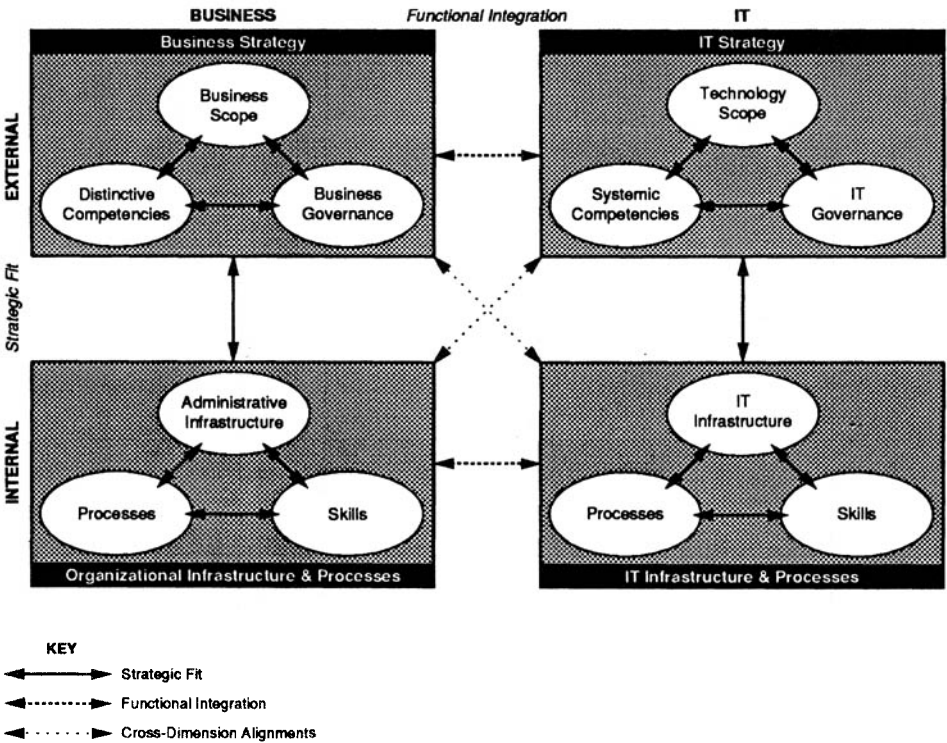 BUSINESS
Functional Integration
IT
Business Strategy
IT Strategy
EXTERNAL
Business
Scope
Distinctive
Competencies
Business
Governance
Technology
Scope
Systemic
Competencies
IT
Governance
Strategic Fit
INTERNAL
Administrative
Infrastructure
Processes
Skills
IT
Infrastructure
Processes
Skills
Organizational Infrastructure & Processes
IT Infrastructure & Processes
KEY
Strategic Fit
Functional Integration
Cross-Dimension Alignments